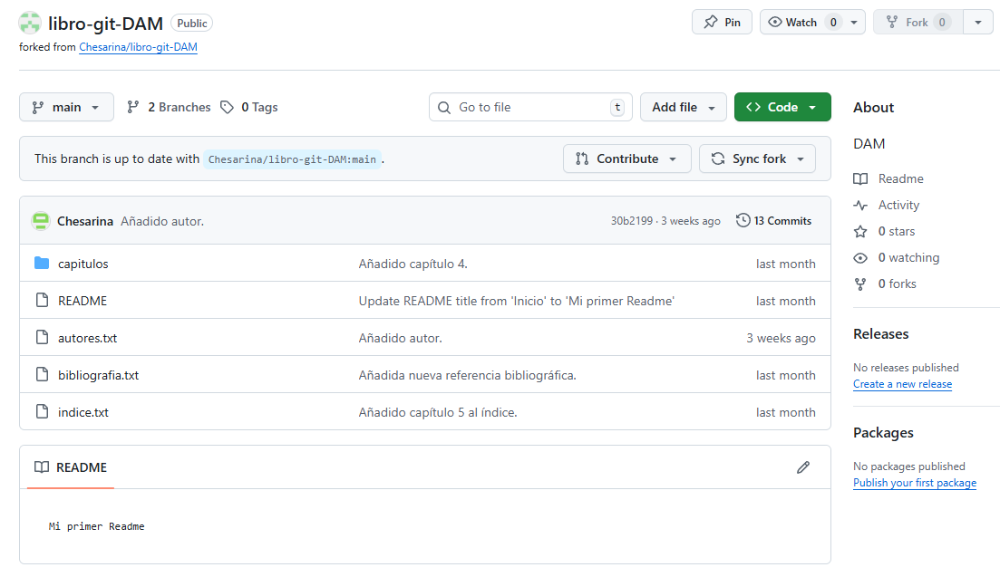 libro-git-DAM Public Pin Watch 0 Fork 0
forked from Chesarina/libro-git-DAM
main 2 Branches 0 Tags Go to file t Add file Code
This branch is up to date with Chesarina/libro-git-DAM:main . Contribute Sync fork
Chesarina Añadido autor. 30b2199 · 3 weeks ago 13 Commits
capitulos Añadido capítulo 4. last month
README Update README title from 'Inicio' to 'Mi primer Readme' last month
autores.txt Añadido autor. 3 weeks ago
bibliografia.txt Añadida nueva referencia bibliográfica. last month
indice.txt Añadido capítulo 5 al índice. last month
README
Mi primer Readme
About
DAM
Readme
Activity
0 stars
0 watching
0 forks
Releases
No releases published
Create a new release
Packages
No packages published
Publish your first package